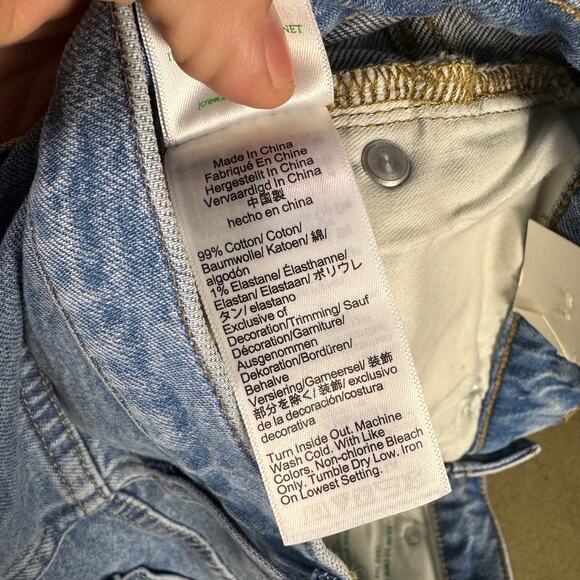 NET
jcrew.
Made In China
Fabriqué En Chine
Hergestellt In China
Vervaardigd In China
中国製
hecho en china
99% Cotton/ Coton/
Baumwolle/ Katoen/ 綿/
algodón
1% Elastane/ Élasthanne/
Elastan/ Elastaan/ ポリウレ
タン/ elastano
Exclusive of
Decoration/Trimming/ Sauf
Décoration/Garniture/
Ausgenommen
Dekoration/Bordüren/
Behalve
Versiering/Gameersel/ 装飾
部分を除く/ 装飾/ exclusivo
de la decoración/costura
decorativa
Turn Inside Out. Machine
Wash Cold. With Like
Colors. Non-chlorine Bleach
Only. Tumble Dry Low. Iron
On Lowest Setting.